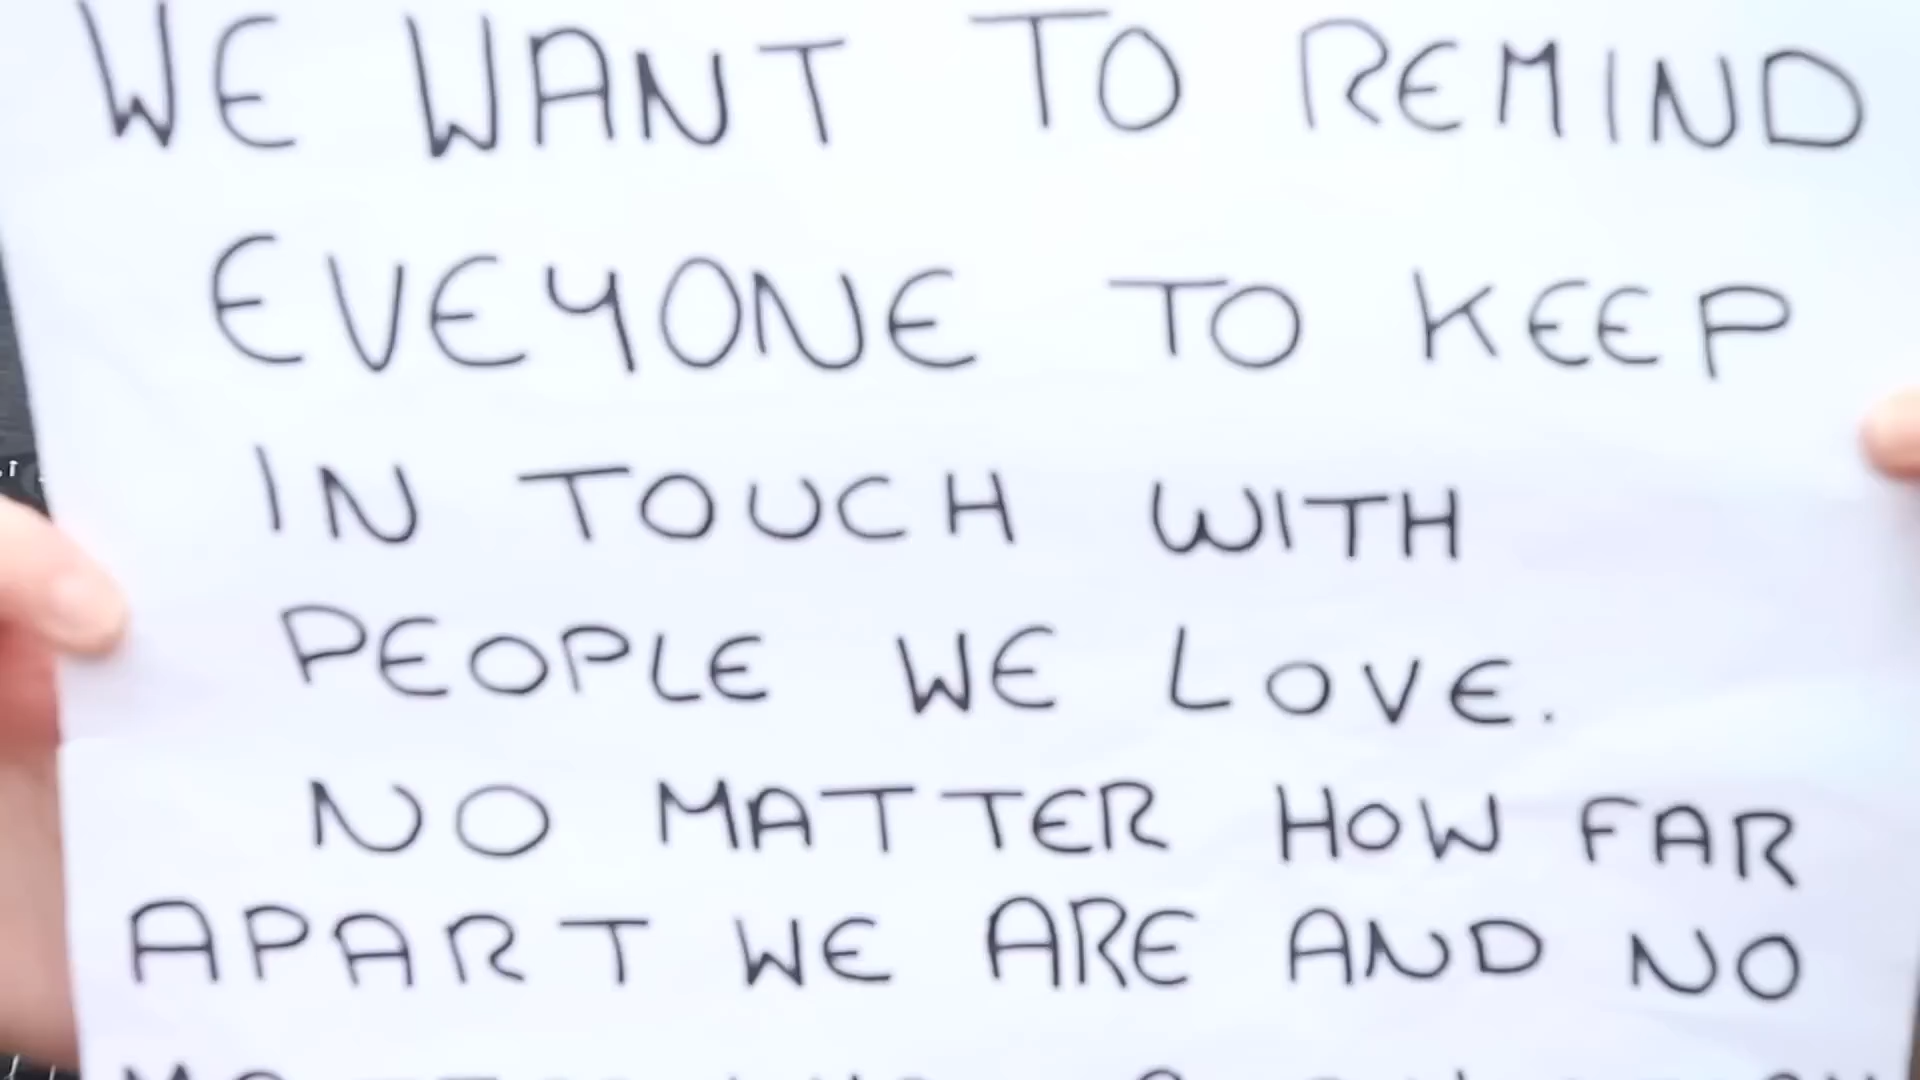 WE WANT TO REMIND
EVEYONE TO KEEP
IN TOUCH WITH
PEOPLE WE LOVE.
NO MATTER HOW FAR
APART WE ARE AND NO